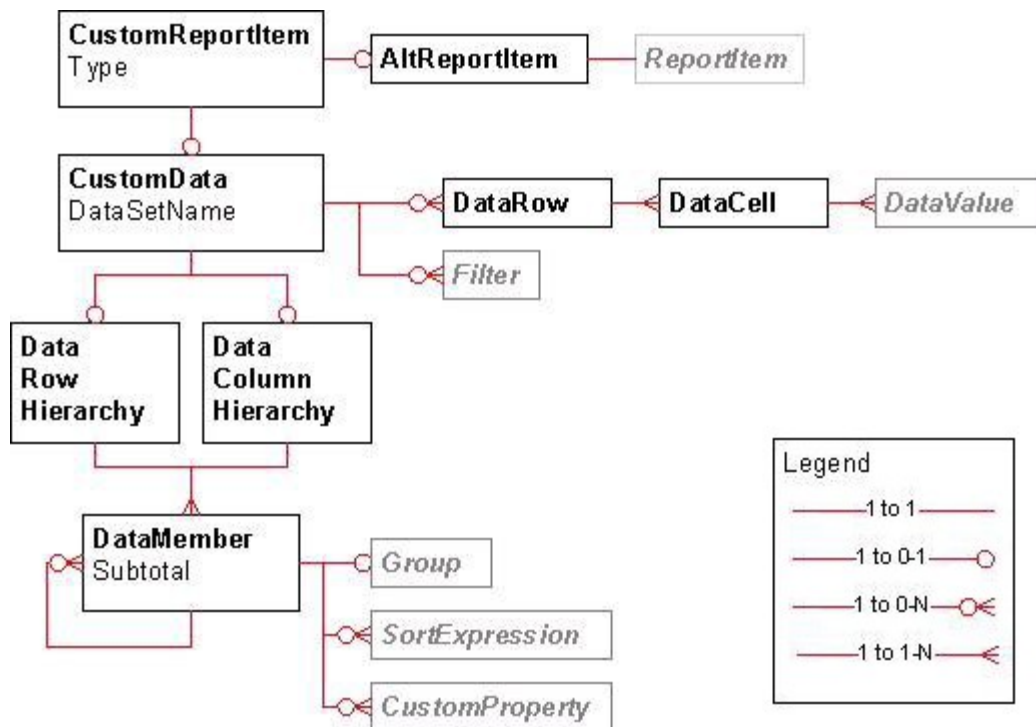 CustomReportItem
Type
AltReportItem
ReportItem
CustomData
DataSetName
DataRow
DataCell
DataValue
Filter
Data
Row
Hierarchy
Data
Column
Hierarchy
DataMember
Subtotal
Group
SortExpression
CustomProperty
Legend
1 to 1
1 to 0-1
1 to 0-N
1 to 1-N